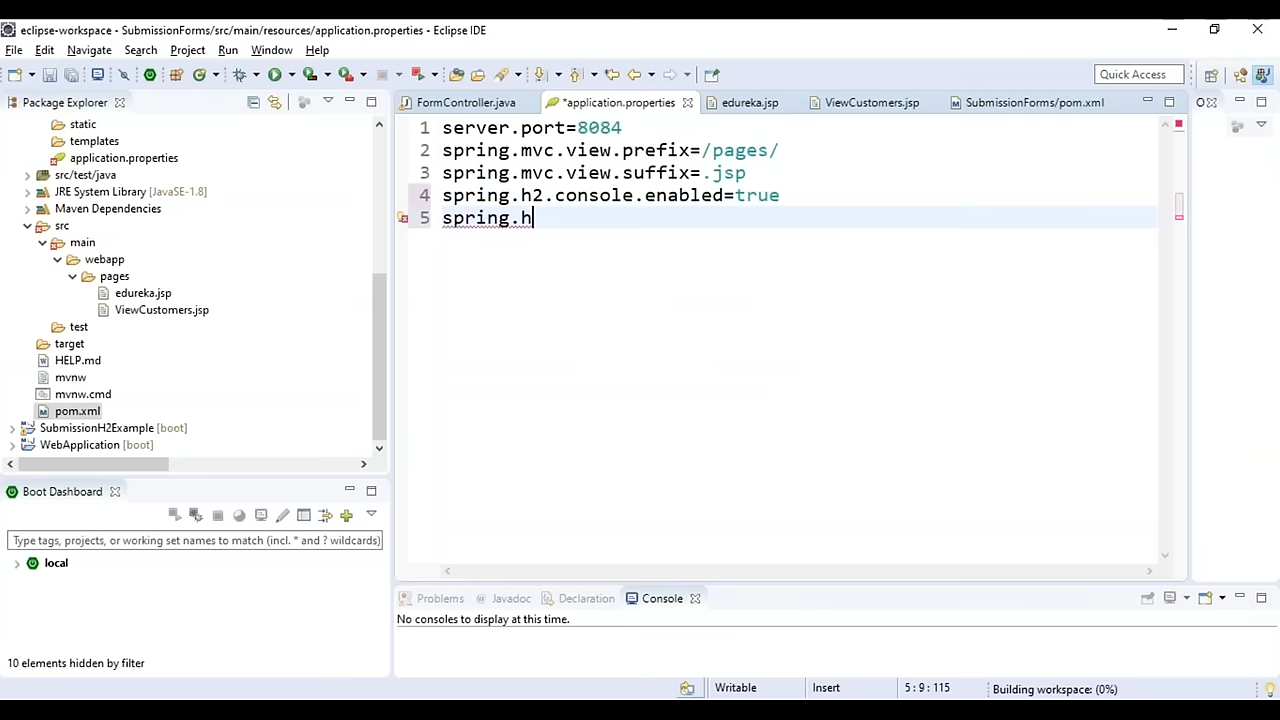 eclipse-workspace - SubmissionForms/src/main/resources/application.properties - Eclipse IDE
File Edit Navigate Search Project Run Window Help
Quick Access
Package Explorer
static
templates
application.properties
src/test/java
JRE System Library [JavaSE-1.8]
Maven Dependencies
src
main
webapp
pages
edureka.jsp
ViewCustomers.jsp
test
target
HELP.md
mvnw
mvnw.cmd
pom.xml
SubmissionH2Example [boot]
WebApplication [boot]
FormController.java *application.properties edureka.jsp ViewCustomers.jsp SubmissionForms/pom.xml O
1 server.port=8084
2 spring.mvc.view.prefix=/pages/
3 spring.mvc.view.suffix=.jsp
4 spring.h2.console.enabled=true
5 spring.h
Boot Dashboard
Type tags, projects, or working set names to match (incl. * and ? wildcards)
local
10 elements hidden by filter
Problems Javadoc Declaration Console
No consoles to display at this time.
Writable Insert 5 : 9 : 115 Building workspace: (0%)